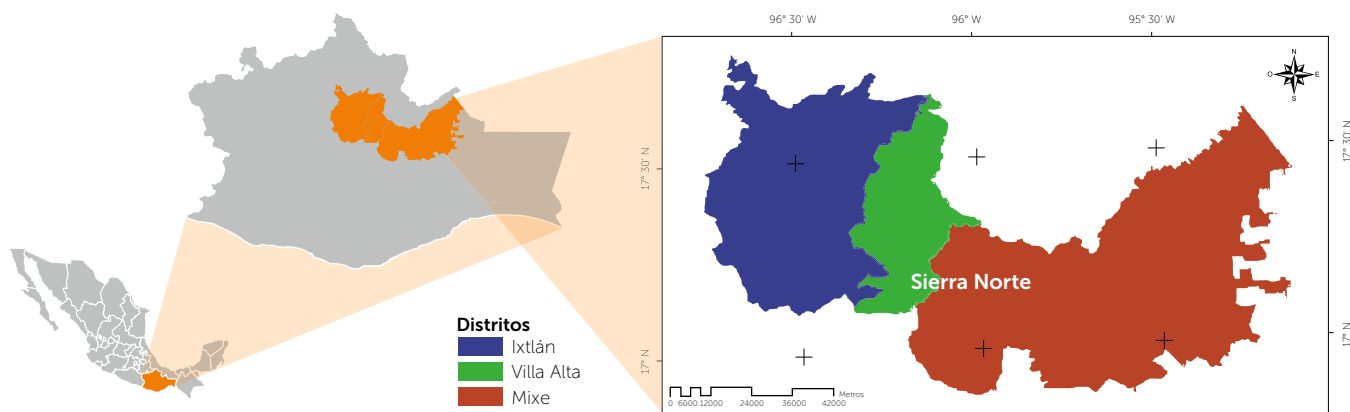 96° 30' W
96° W
95° 30' W
N
O
E
S
17° 30' N
17° 30' N
Sierra Norte
Distritos
Ixtlán
Villa Alta
Mixe
17° N
17° N
Metros
0 6000 12000 24000 36000 42000